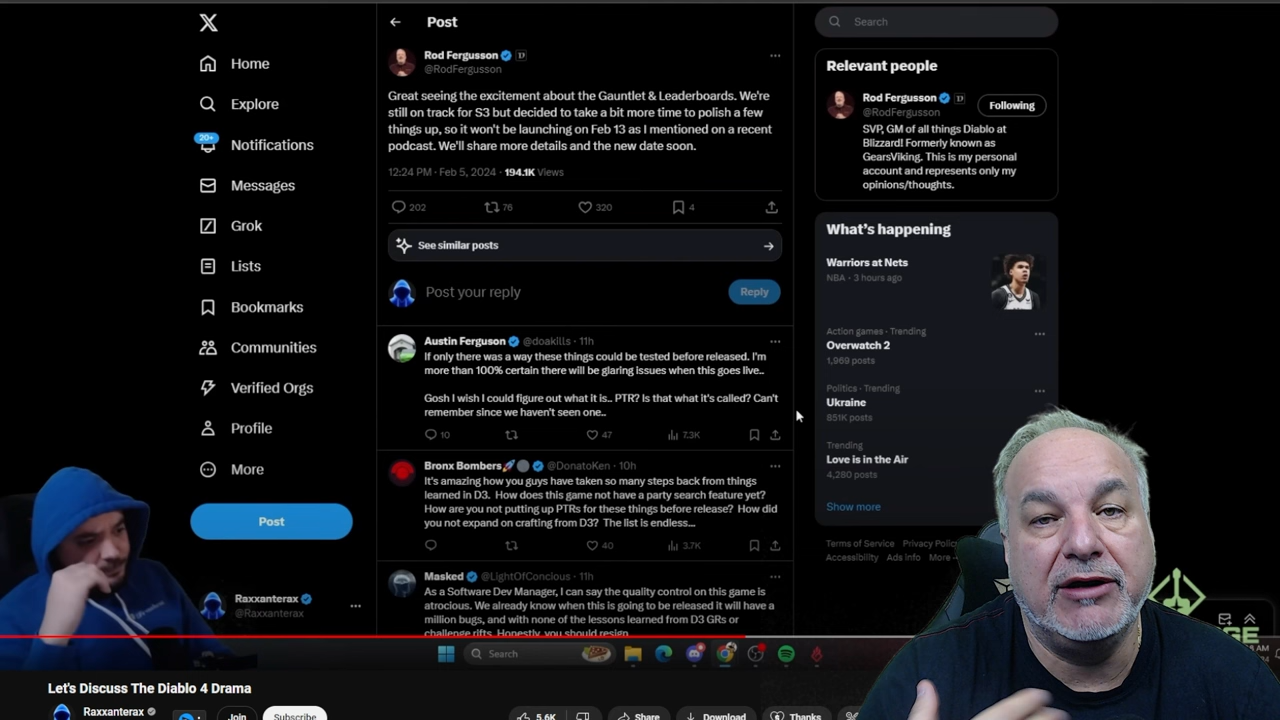 Home
Explore
20+
Notifications
Messages
Grok
Lists
Bookmarks
Communities
Verified Orgs
Profile
More
Post
Raxxanterax
@Raxxanterax
Post
Rod Fergusson
@RodFergusson
Great seeing the excitement about the Gauntlet & Leaderboards. We're
still on track for S3 but decided to take a bit more time to polish a few
things up, so it won't be launching on Feb 13 as I mentioned on a recent
podcast. We'll share more details and the new date soon.
12:24 PM · Feb 5, 2024 · 194.1K Views
202 76 320 4
See similar posts
Post your reply
Reply
Austin Ferguson @doakills · 11h
If only there was a way these things could be tested before released. I'm
more than 100% certain there will be glaring issues when this goes live..
Gosh I wish I could figure out what it is.. PTR? Is that what it's called? Can't
remember since we haven't seen one..
10 47 7.3K
Bronx Bombers @DonatoKen · 10h
It's amazing how you guys have taken so many steps back from things
learned in D3. How does this game not have a party search feature yet?
How are you not putting up PTRs for these things before release? How did
you not expand on crafting from D3? The list is endless...
40 3.7K
Masked @LightOfConcious · 11h
As a Software Dev Manager, I can say the quality control on this game is
atrocious. We already know when this is going to be released it will have a
million bugs, and with none of the lessons learned from D3 GRs or
challenge rifts. Honestly, you should resign
Search
Relevant people
Rod Fergusson
@RodFergusson
Following
SVP, GM of all things Diablo at
Blizzard! Formerly known as
GearsViking. This is my personal
account and represents only my
opinions/thoughts.
What's happening
Warriors at Nets
NBA · 3 hours ago
Action games · Trending
Overwatch 2
1,969 posts
Politics · Trending
Ukraine
851K posts
Trending
Love is in the Air
4,280 posts
Show more
Terms of Service Privacy
Accessibility Ads info More
Search
Let's Discuss The Diablo 4 Drama
Raxxanterax
Join
Subscribe
5.6K
Share
Download
Thanks